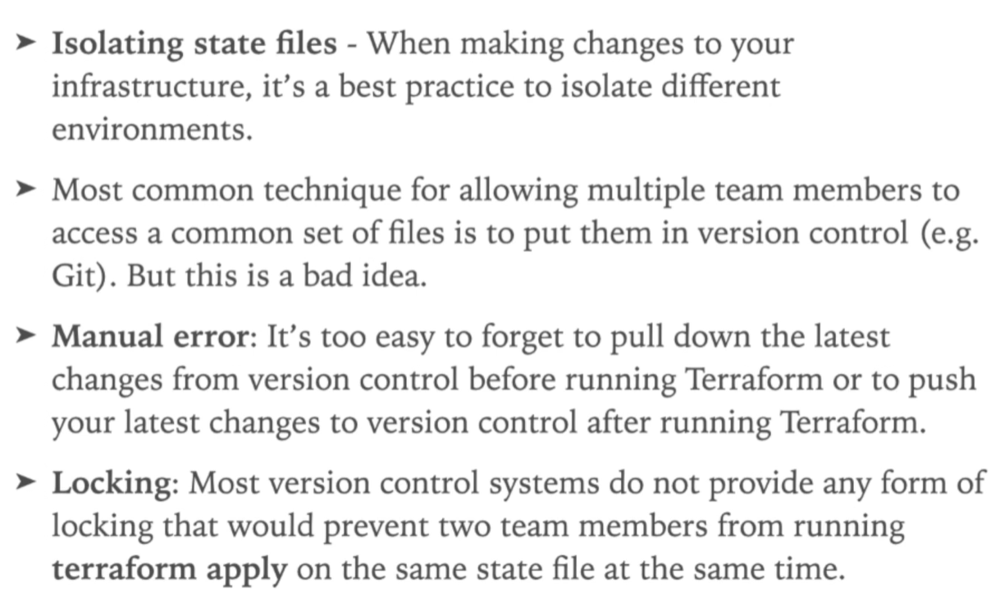 ➤ Isolating state files - When making changes to your
infrastructure, it's a best practice to isolate different
environments.
➤ Most common technique for allowing multiple team members to
access a common set of files is to put them in version control (e.g.
Git). But this is a bad idea.
➤ Manual error: It's too easy to forget to pull down the latest
changes from version control before running Terraform or to push
your latest changes to version control after running Terraform.
➤ Locking: Most version control systems do not provide any form of
locking that would prevent two team members from running
terraform apply on the same state file at the same time.